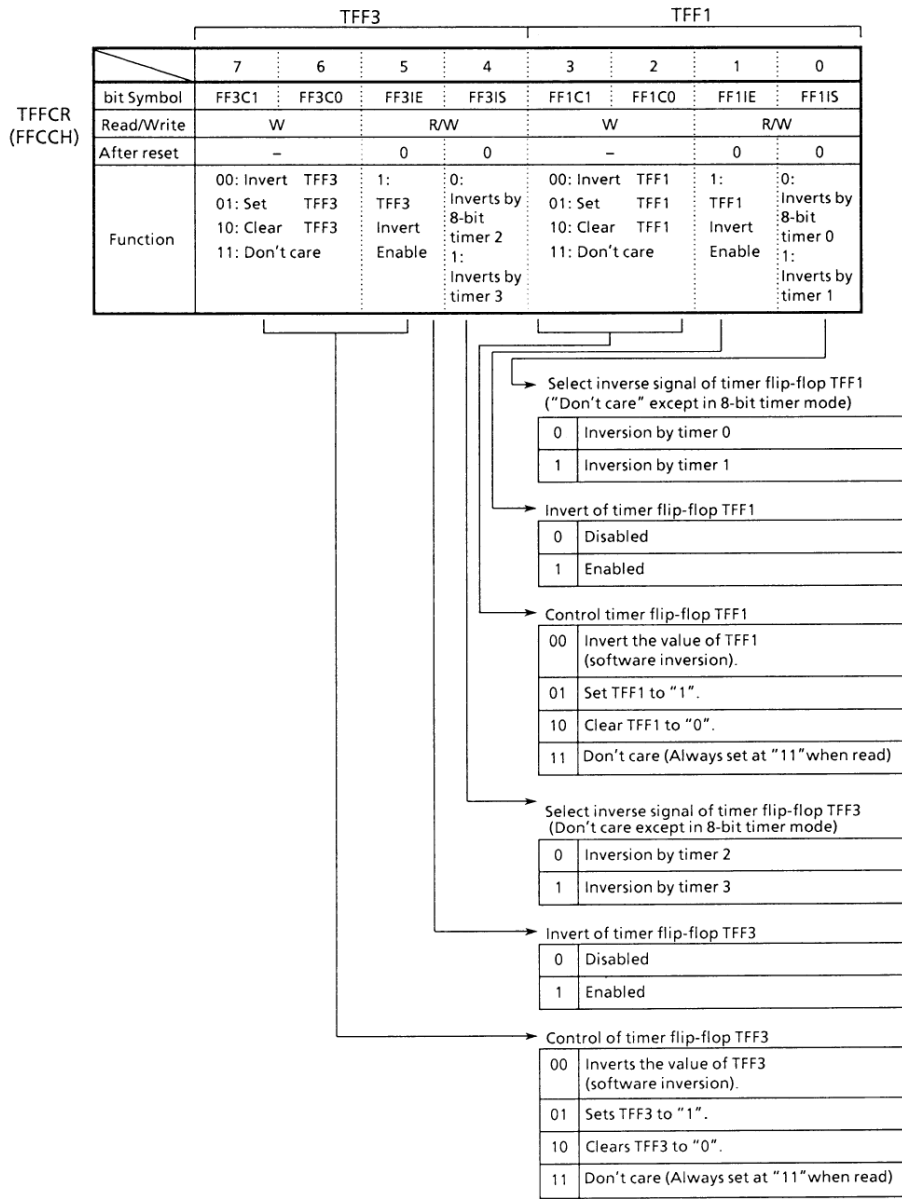 TFF3 TFF1
7 6 5 4 3 2 1 0
TFFCR
(FFCCH)
bit Symbol FF3C1 FF3C0 FF3IE FF3IS FF1C1 FF1C0 FF1IE FF1IS
Read/Write W R/W W R/W
After reset – 0 0 – 0 0
Function
00: Invert TFF3
01: Set TFF3
10: Clear TFF3
11: Don't care
1:
TFF3
Invert
Enable
0:
Inverts by
8-bit
timer 2
1:
Inverts by
timer 3
00: Invert TFF1
01: Set TFF1
10: Clear TFF1
11: Don't care
1:
TFF1
Invert
Enable
0:
Inverts by
8-bit
timer 0
1:
Inverts by
timer 1
Select inverse signal of timer flip-flop TFF1
("Don't care" except in 8-bit timer mode)
0 Inversion by timer 0
1 Inversion by timer 1
Invert of timer flip-flop TFF1
0 Disabled
1 Enabled
Control timer flip-flop TFF1
00 Invert the value of TFF1
(software inversion).
01 Set TFF1 to "1".
10 Clear TFF1 to "0".
11 Don't care (Always set at "11" when read)
Select inverse signal of timer flip-flop TFF3
(Don't care except in 8-bit timer mode)
0 Inversion by timer 2
1 Inversion by timer 3
Invert of timer flip-flop TFF3
0 Disabled
1 Enabled
Control of timer flip-flop TFF3
00 Inverts the value of TFF3
(software inversion).
01 Sets TFF3 to "1".
10 Clears TFF3 to "0".
11 Don't care (Always set at "11" when read)